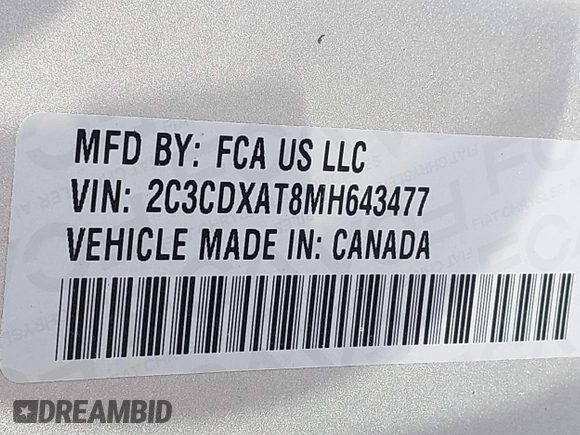 MFD BY: FCA US LLC
VIN: 2C3CDXAT8MH643477
VEHICLE MADE IN: CANADA
DREAMBID